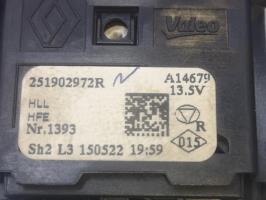 Valeo
251902972R
A14679
13.5V
HLL
HFE
Nr.1393
R
015
Sh2 L3 150522 19:59